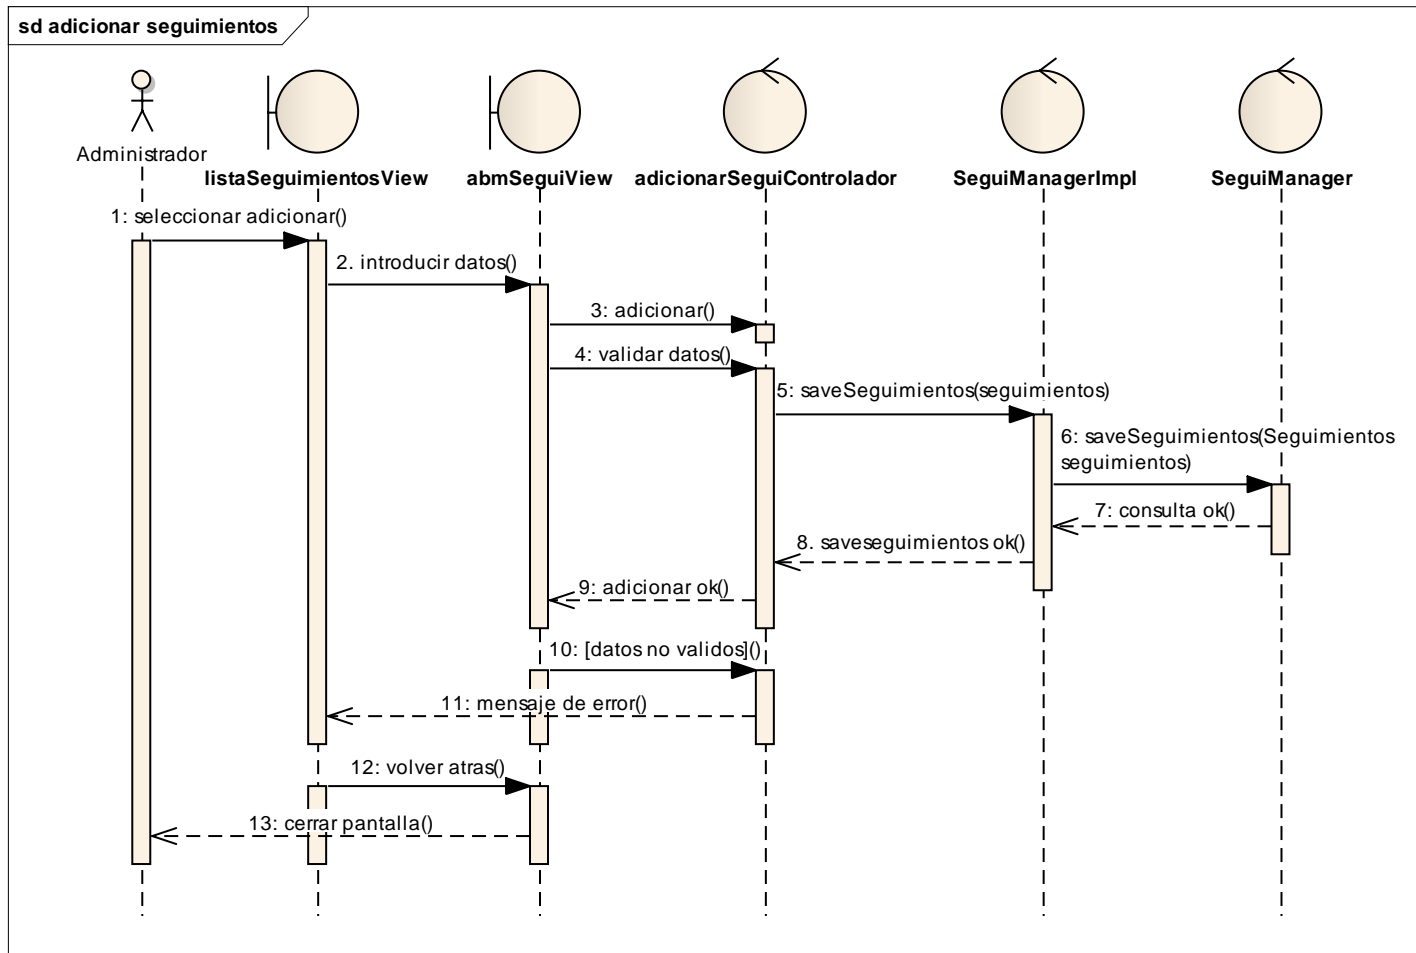 sd adicionar seguimientos
Administrador
listaSeguimientosView
abmSeguiView
adicionarSeguiControlador
SeguiManagerImpl
SeguiManager
1: seleccionar adicionar()
2. introducir datos()
3: adicionar()
4: validar datos()
5: saveSeguimientos(seguimientos)
6: saveSeguimientos(Seguimientos
seguimientos)
7: consulta ok()
8. saveseguimientos ok()
9: adicionar ok()
10: [datos no validos]()
11: mensaje de error()
12: volver atras()
13: cerrar pantalla()